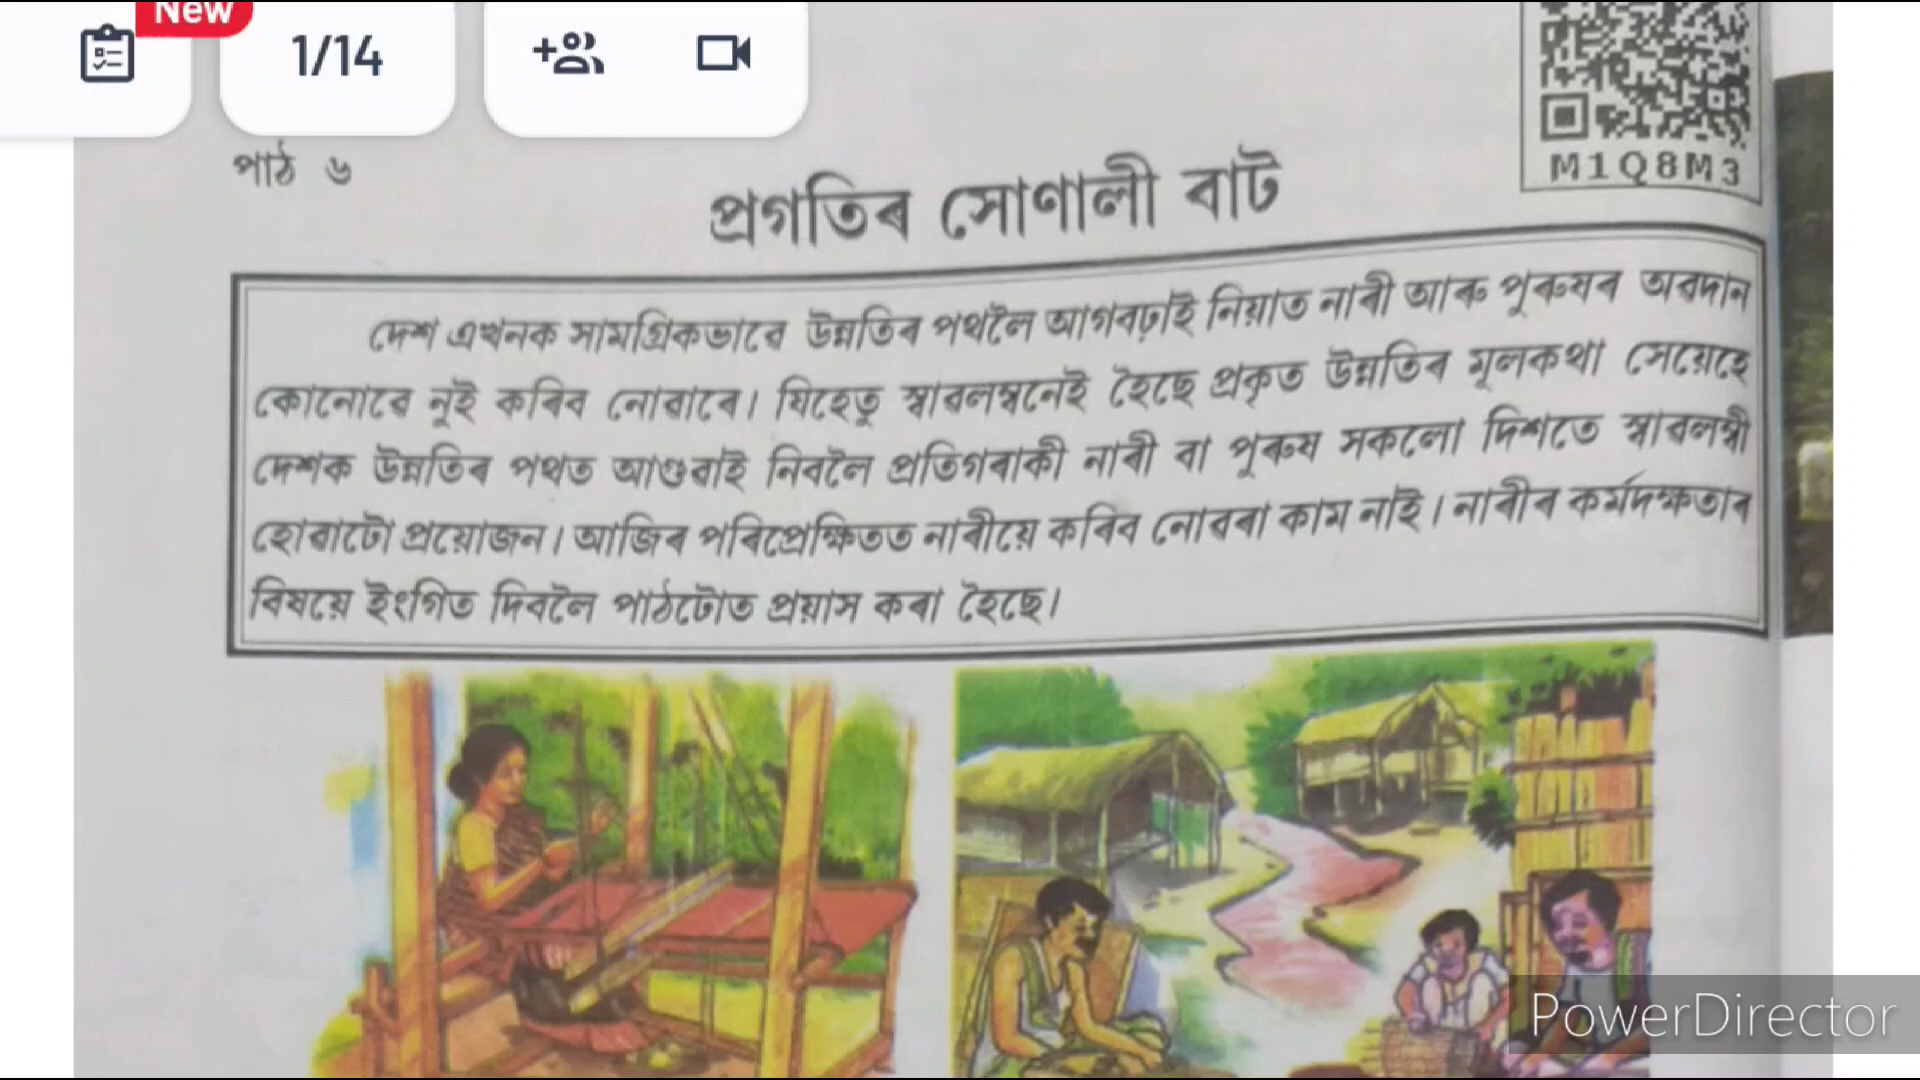 New
1/14
M1Q8M3
পাঠ ৬
প্ৰগতিৰ সোণালী বাট
দেশ এখনক সামগ্ৰিকভাৱে উন্নতিৰ পথলৈ আগবঢ়াই নিয়াত নাৰী আৰু পুৰুষৰ অৱদান
কোনোৱে নুই কৰিব নোৱাৰে। যিহেতু স্বাৱলম্বনেই হৈছে প্ৰকৃত উন্নতিৰ মূলকথা সেয়েহে
দেশক উন্নতিৰ পথত আগুৱাই নিবলৈ প্ৰতিগৰাকী নাৰী বা পুৰুষ সকলো দিশতে স্বাৱলম্বী
হোৱাটো প্ৰয়োজন। আজিৰ পৰিপ্ৰেক্ষিতত নাৰীয়ে কৰিব নোৱৰা কাম নাই। নাৰীৰ কৰ্মদক্ষতাৰ
বিষয়ে ইংগিত দিবলৈ পাঠটোত প্ৰয়াস কৰা হৈছে।
PowerDirector